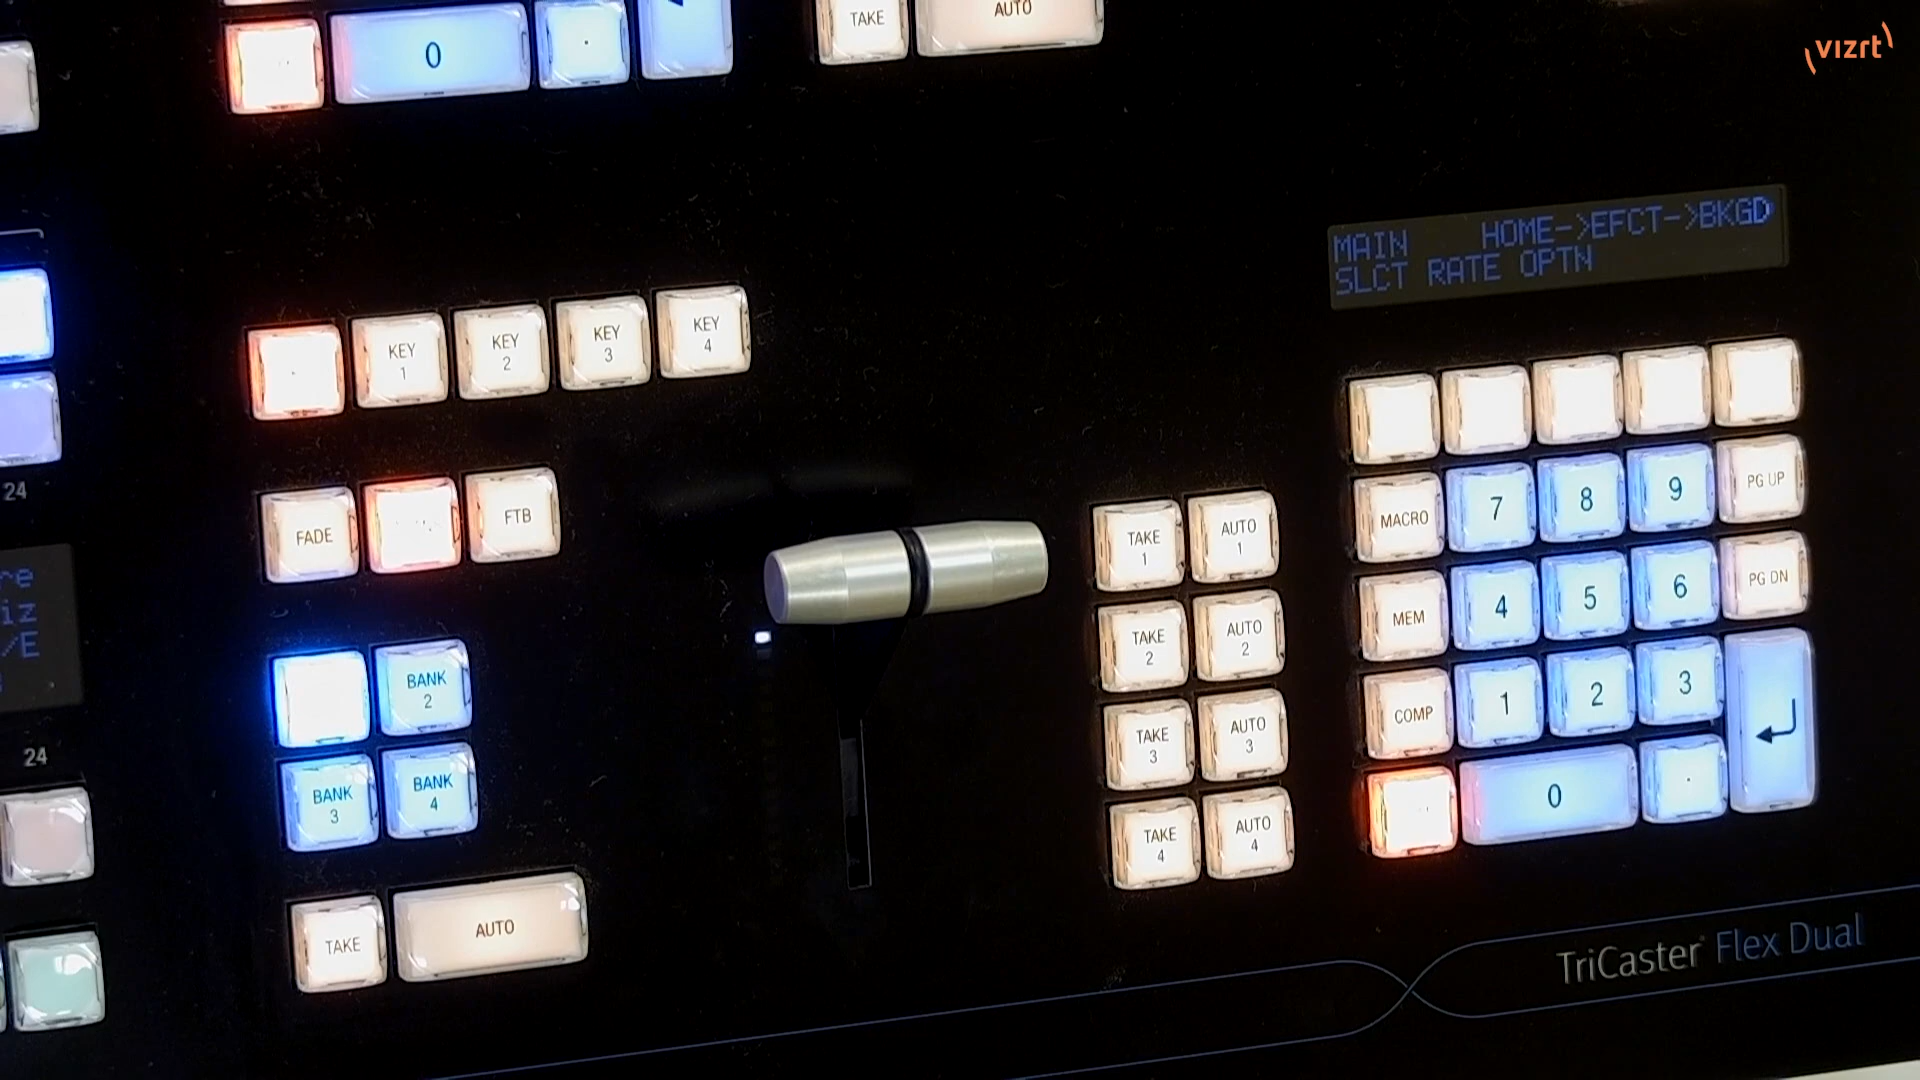 0
.
TAKE
AUTO
vizrt
MAIN HOME->EFCT->BKGD
SLCT RATE OPTN
KEY
1
KEY
2
KEY
3
KEY
4
24
FADE
FTB
re
iz
/E
BANK
2
BANK
3
BANK
4
24
TAKE
AUTO
TAKE
1
AUTO
1
TAKE
2
AUTO
2
TAKE
3
AUTO
3
TAKE
4
AUTO
4
MACRO
7
8
9
PG UP
MEM
4
5
6
PG DN
COMP
1
2
3
0
.
TriCaster Flex Dual